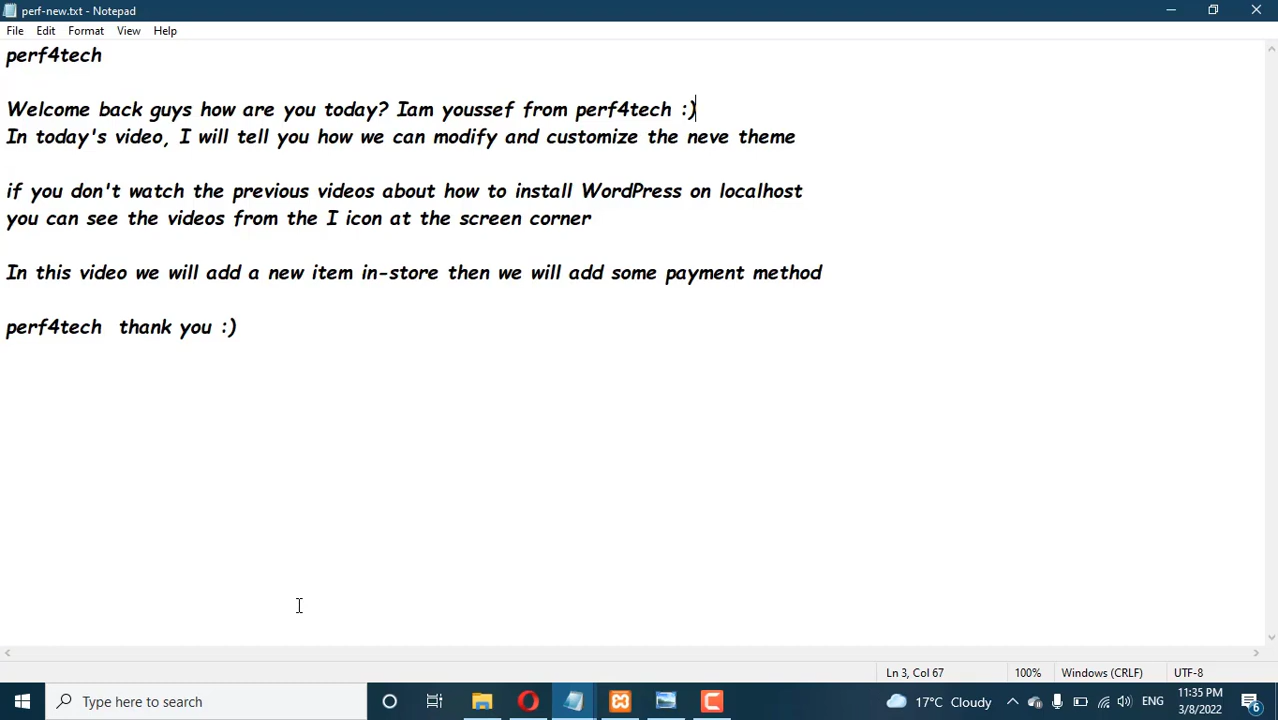 perf-new.txt - Notepad
File Edit Format View Help
perf4tech
Welcome back guys how are you today? Iam youssef from perf4tech :)
In today's video, I will tell you how we can modify and customize the neve theme
if you don't watch the previous videos about how to install WordPress on localhost
you can see the videos from the I icon at the screen corner
In this video we will add a new item in-store then we will add some payment method
perf4tech  thank you :)
Ln 3, Col 67 100% Windows (CRLF) UTF-8
Type here to search 17°C Cloudy ENG 11:35 PM
3/8/2022 6